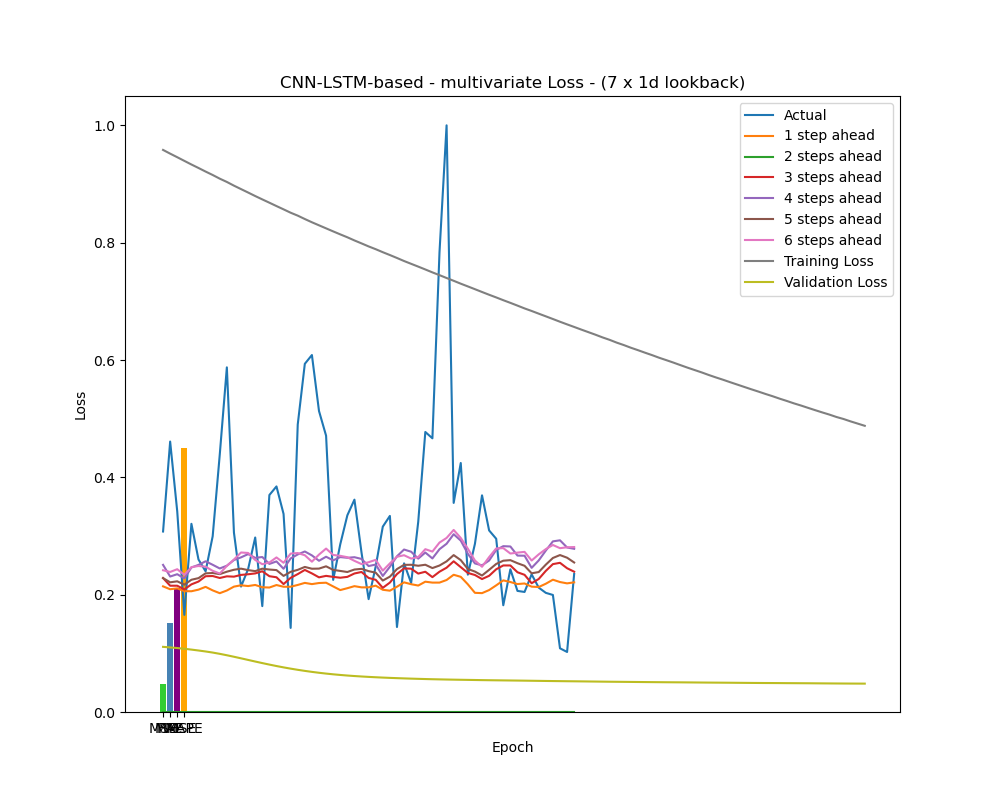 CNN-LSTM-based - multivariate Loss - (7 x 1d lookback)
Actual
1 step ahead
2 steps ahead
3 steps ahead
4 steps ahead
5 steps ahead
6 steps ahead
Training Loss
Validation Loss
1.0
0.8
0.6
0.4
0.2
0.0
Loss
Epoch